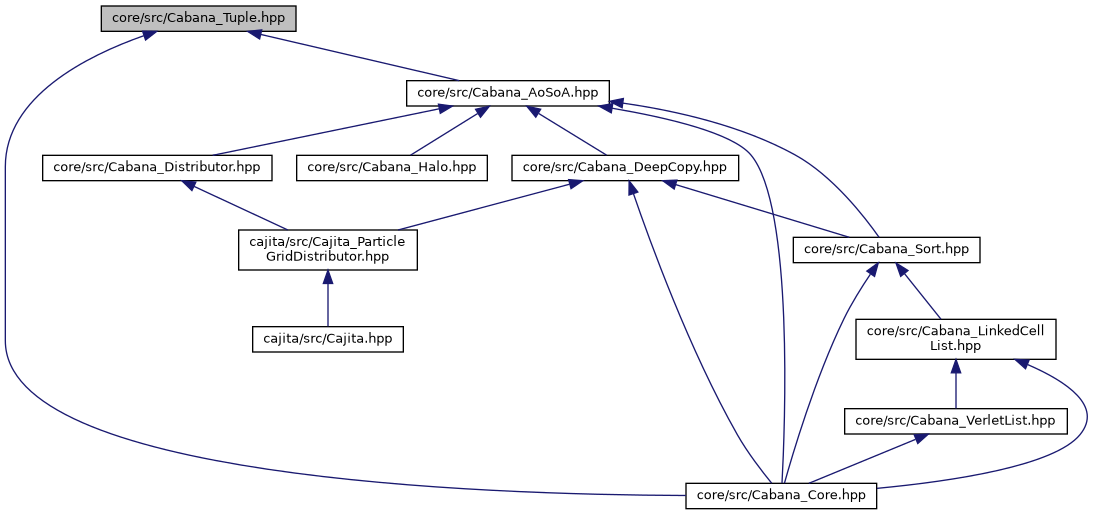 core/src/Cabana_Tuple.hpp
core/src/Cabana_AoSoA.hpp
core/src/Cabana_Distributor.hpp
core/src/Cabana_Halo.hpp
core/src/Cabana_DeepCopy.hpp
cajita/src/Cajita_Particle
GridDistributor.hpp
core/src/Cabana_Sort.hpp
cajita/src/Cajita.hpp
core/src/Cabana_LinkedCell
List.hpp
core/src/Cabana_VerletList.hpp
core/src/Cabana_Core.hpp